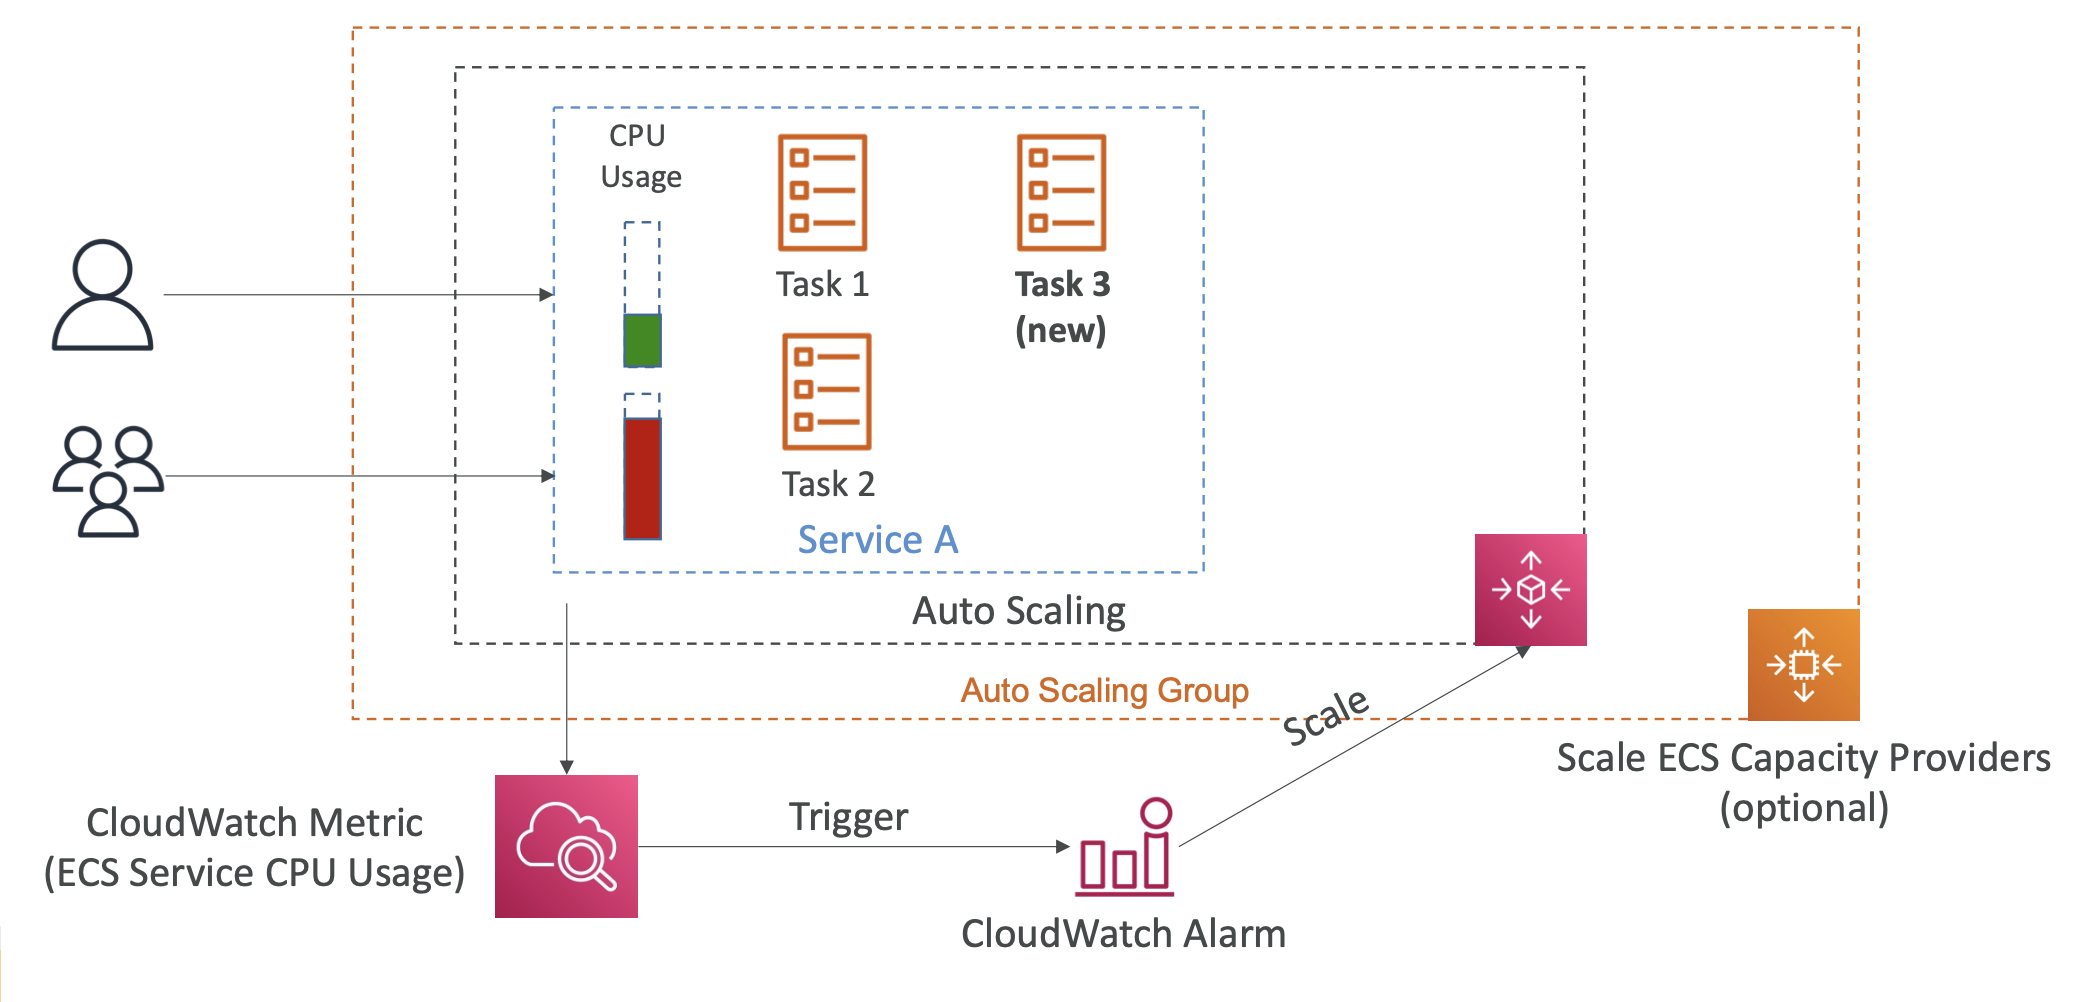 CPU
Usage
Task 1
Task 3
(new)
Task 2
Service A
Auto Scaling
Auto Scaling Group
Scale
Scale ECS Capacity Providers
(optional)
CloudWatch Metric
(ECS Service CPU Usage)
Trigger
CloudWatch Alarm